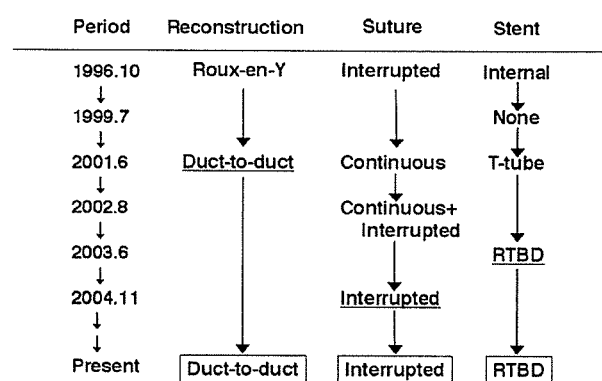 Period Reconstruction Suture Stent
1996.10 Roux-en-Y Interrupted Internal
1999.7 None
2001.6 Duct-to-duct Continuous T-tube
2002.8 Continuous+
Interrupted
2003.6 RTBD
2004.11 Interrupted
Present Duct-to-duct Interrupted RTBD